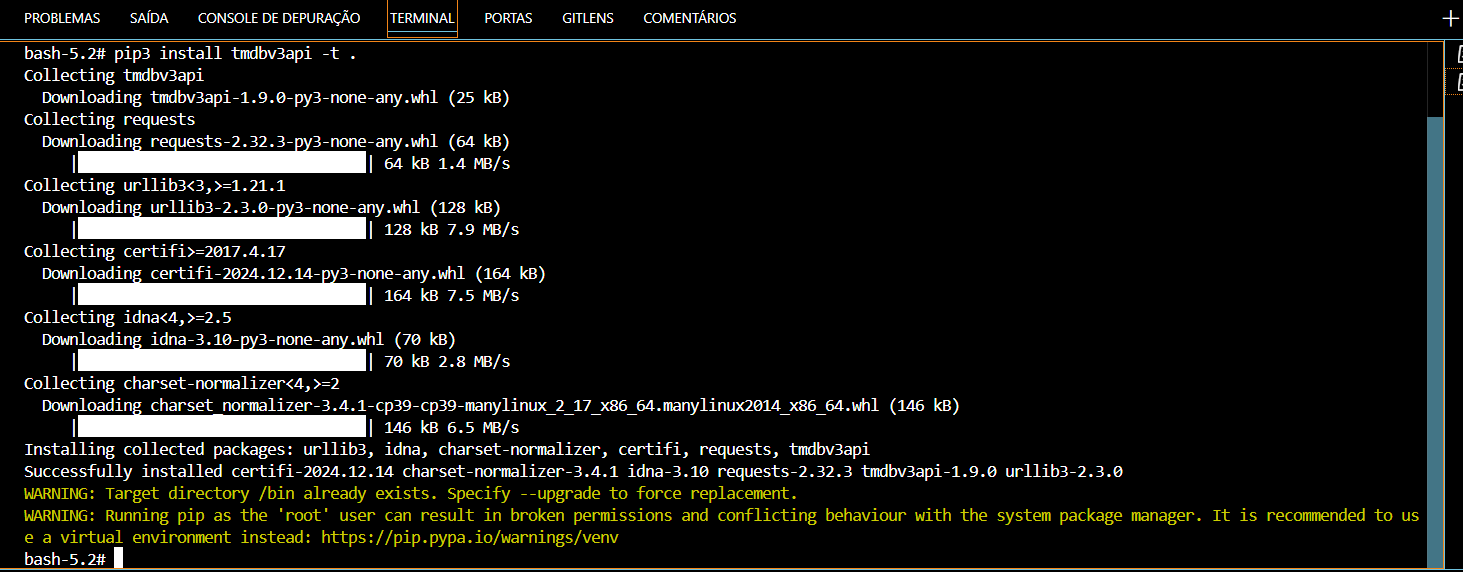 PROBLEMAS SAÍDA CONSOLE DE DEPURAÇÃO TERMINAL PORTAS GITLENS COMENTÁRIOS
bash-5.2# pip3 install tmdbv3api -t .
Collecting tmdbv3api
  Downloading tmdbv3api-1.9.0-py3-none-any.whl (25 kB)
Collecting requests
  Downloading requests-2.32.3-py3-none-any.whl (64 kB)
     | | 64 kB 1.4 MB/s
Collecting urllib3<3,>=1.21.1
  Downloading urllib3-2.3.0-py3-none-any.whl (128 kB)
     | | 128 kB 7.9 MB/s
Collecting certifi>=2017.4.17
  Downloading certifi-2024.12.14-py3-none-any.whl (164 kB)
     | | 164 kB 7.5 MB/s
Collecting idna<4,>=2.5
  Downloading idna-3.10-py3-none-any.whl (70 kB)
     | | 70 kB 2.8 MB/s
Collecting charset-normalizer<4,>=2
  Downloading charset_normalizer-3.4.1-cp39-cp39-manylinux_2_17_x86_64.manylinux2014_x86_64.whl (146 kB)
     | | 146 kB 6.5 MB/s
Installing collected packages: urllib3, idna, charset-normalizer, certifi, requests, tmdbv3api
Successfully installed certifi-2024.12.14 charset-normalizer-3.4.1 idna-3.10 requests-2.32.3 tmdbv3api-1.9.0 urllib3-2.3.0
WARNING: Target directory /bin already exists. Specify --upgrade to force replacement.
WARNING: Running pip as the 'root' user can result in broken permissions and conflicting behaviour with the system package manager. It is recommended to us
e a virtual environment instead: https://pip.pypa.io/warnings/venv
bash-5.2#